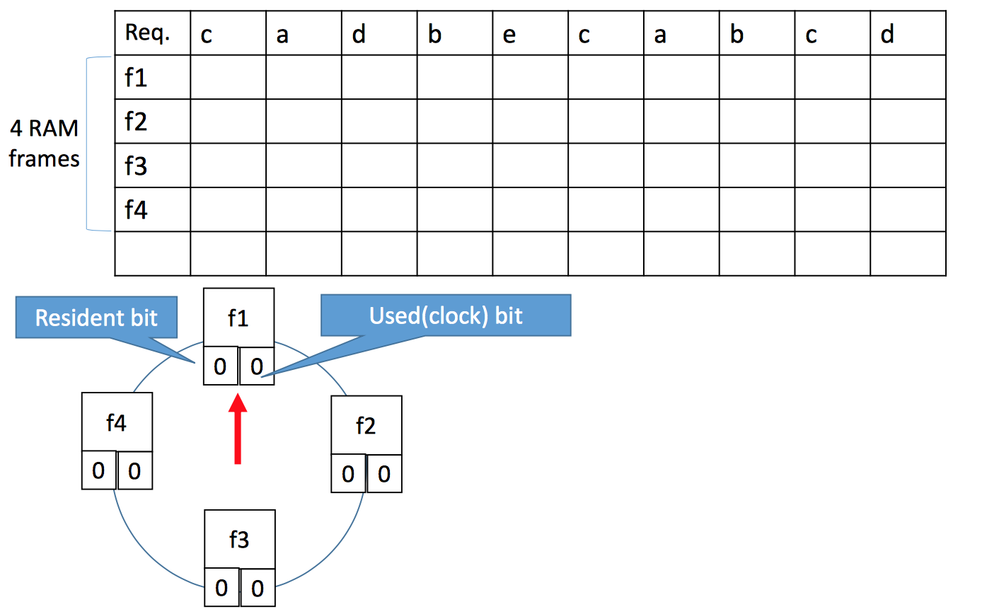 Req. c a d b e c a b c d
f1
f2
f3
f4
4 RAM
frames
Resident bit
Used(clock) bit
f1
0 0
f4
0 0
f2
0 0
f3
0 0